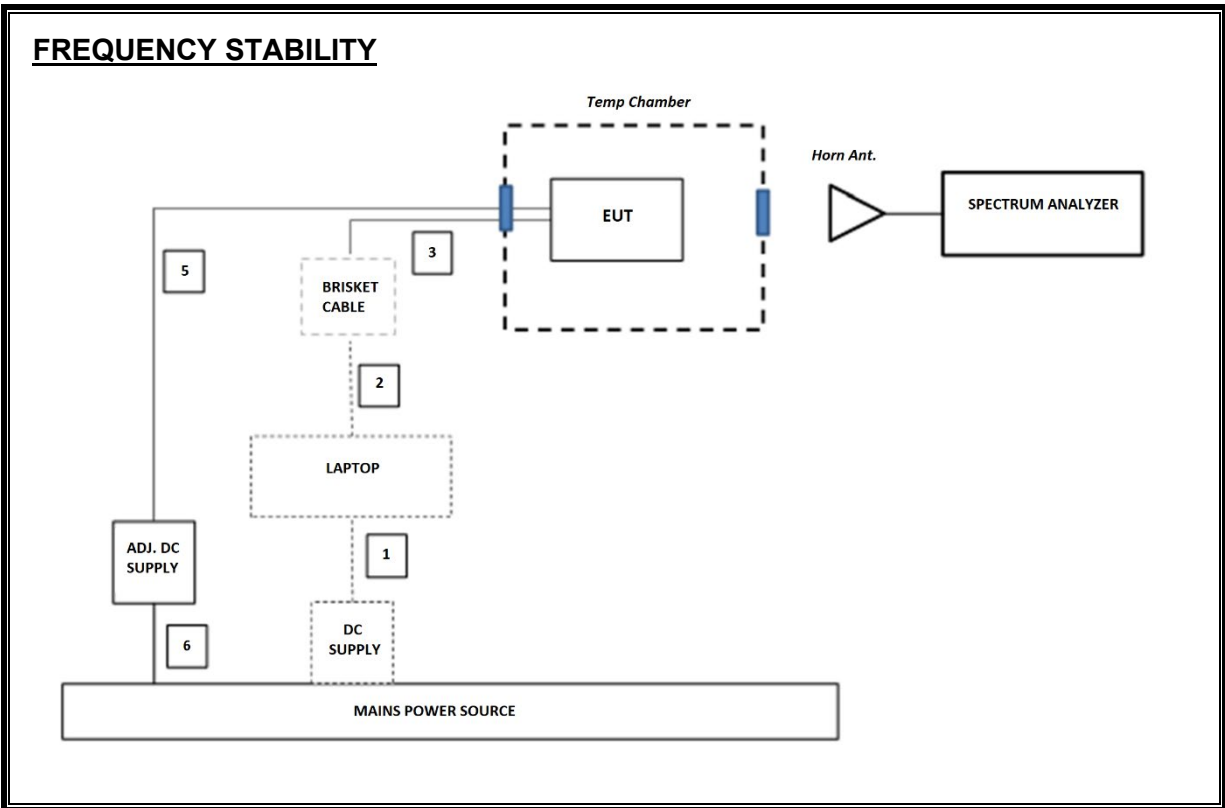 FREQUENCY STABILITY
Temp Chamber
Horn Ant.
EUT
SPECTRUM ANALYZER
5
3
BRISKET
CABLE
2
LAPTOP
ADJ. DC
SUPPLY
1
6
DC
SUPPLY
MAINS POWER SOURCE